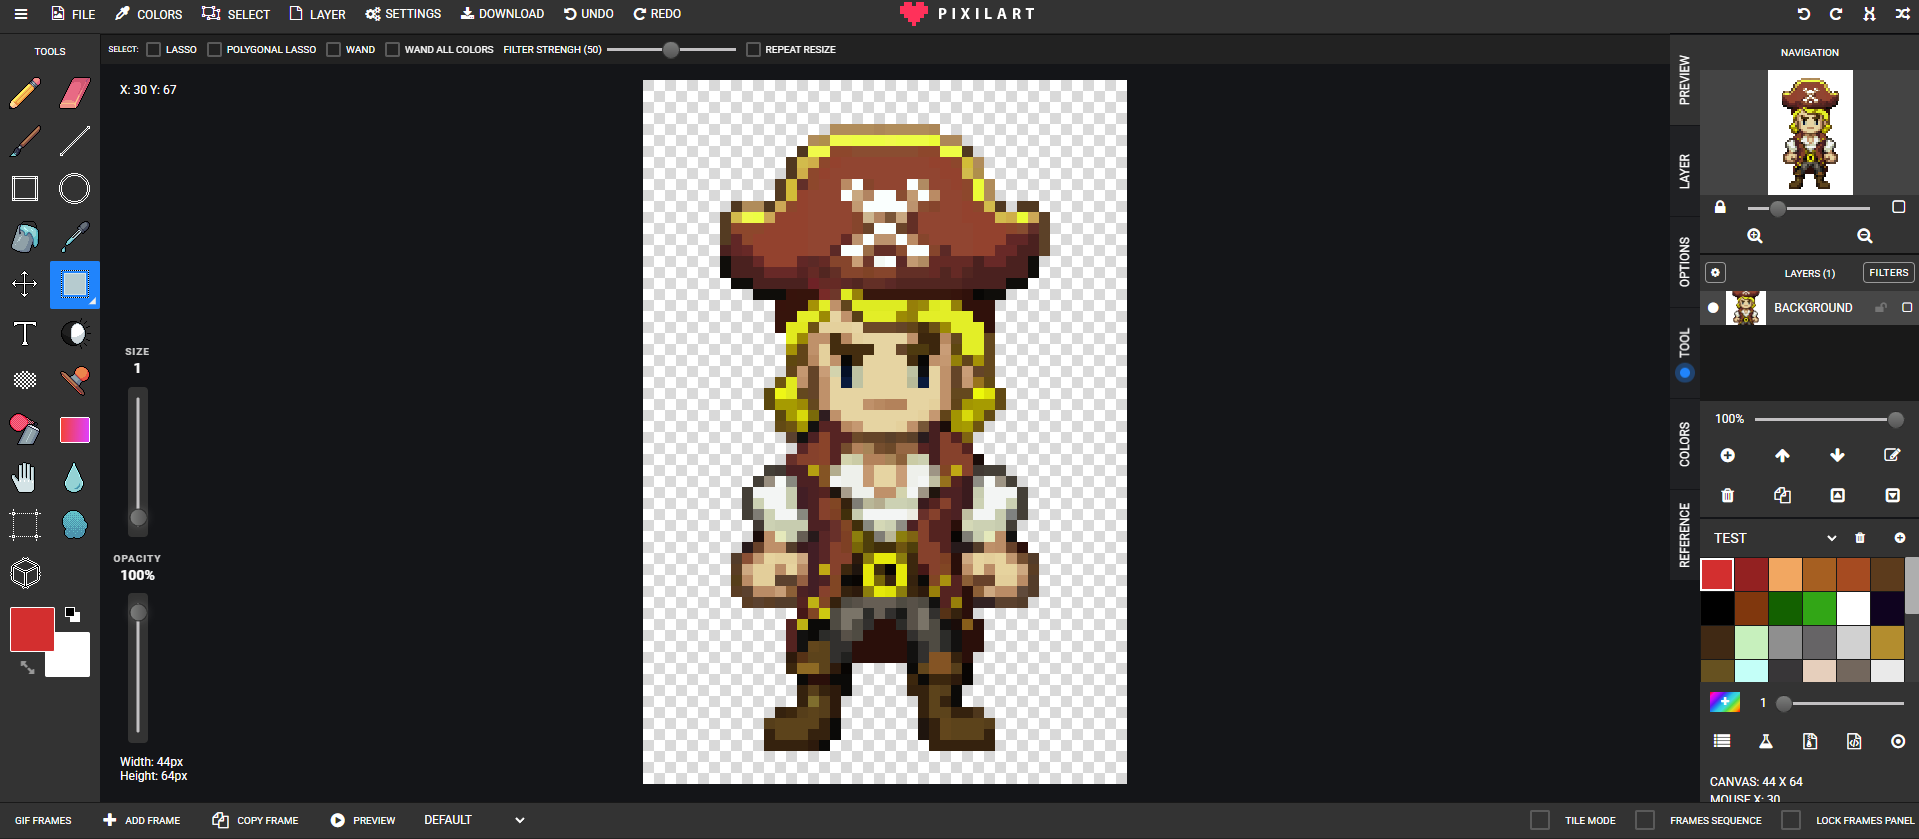 FILE COLORS SELECT LAYER SETTINGS DOWNLOAD UNDO REDO PIXILART
TOOLS
SELECT: LASSO POLYGONAL LASSO WAND WAND ALL COLORS FILTER STRENGH (50) REPEAT RESIZE
X: 30 Y: 67
SIZE
1
OPACITY
100%
Width: 44px
Height: 64px
PREVIEW
LAYER
OPTIONS
TOOL
COLORS
REFERENCE
NAVIGATION
LAYERS (1) FILTERS
BACKGROUND
100%
TEST
1
CANVAS: 44 X 64
MOUSE X: 30
GIF FRAMES ADD FRAME COPY FRAME PREVIEW DEFAULT TILE MODE FRAMES SEQUENCE LOCK FRAMES PANEL